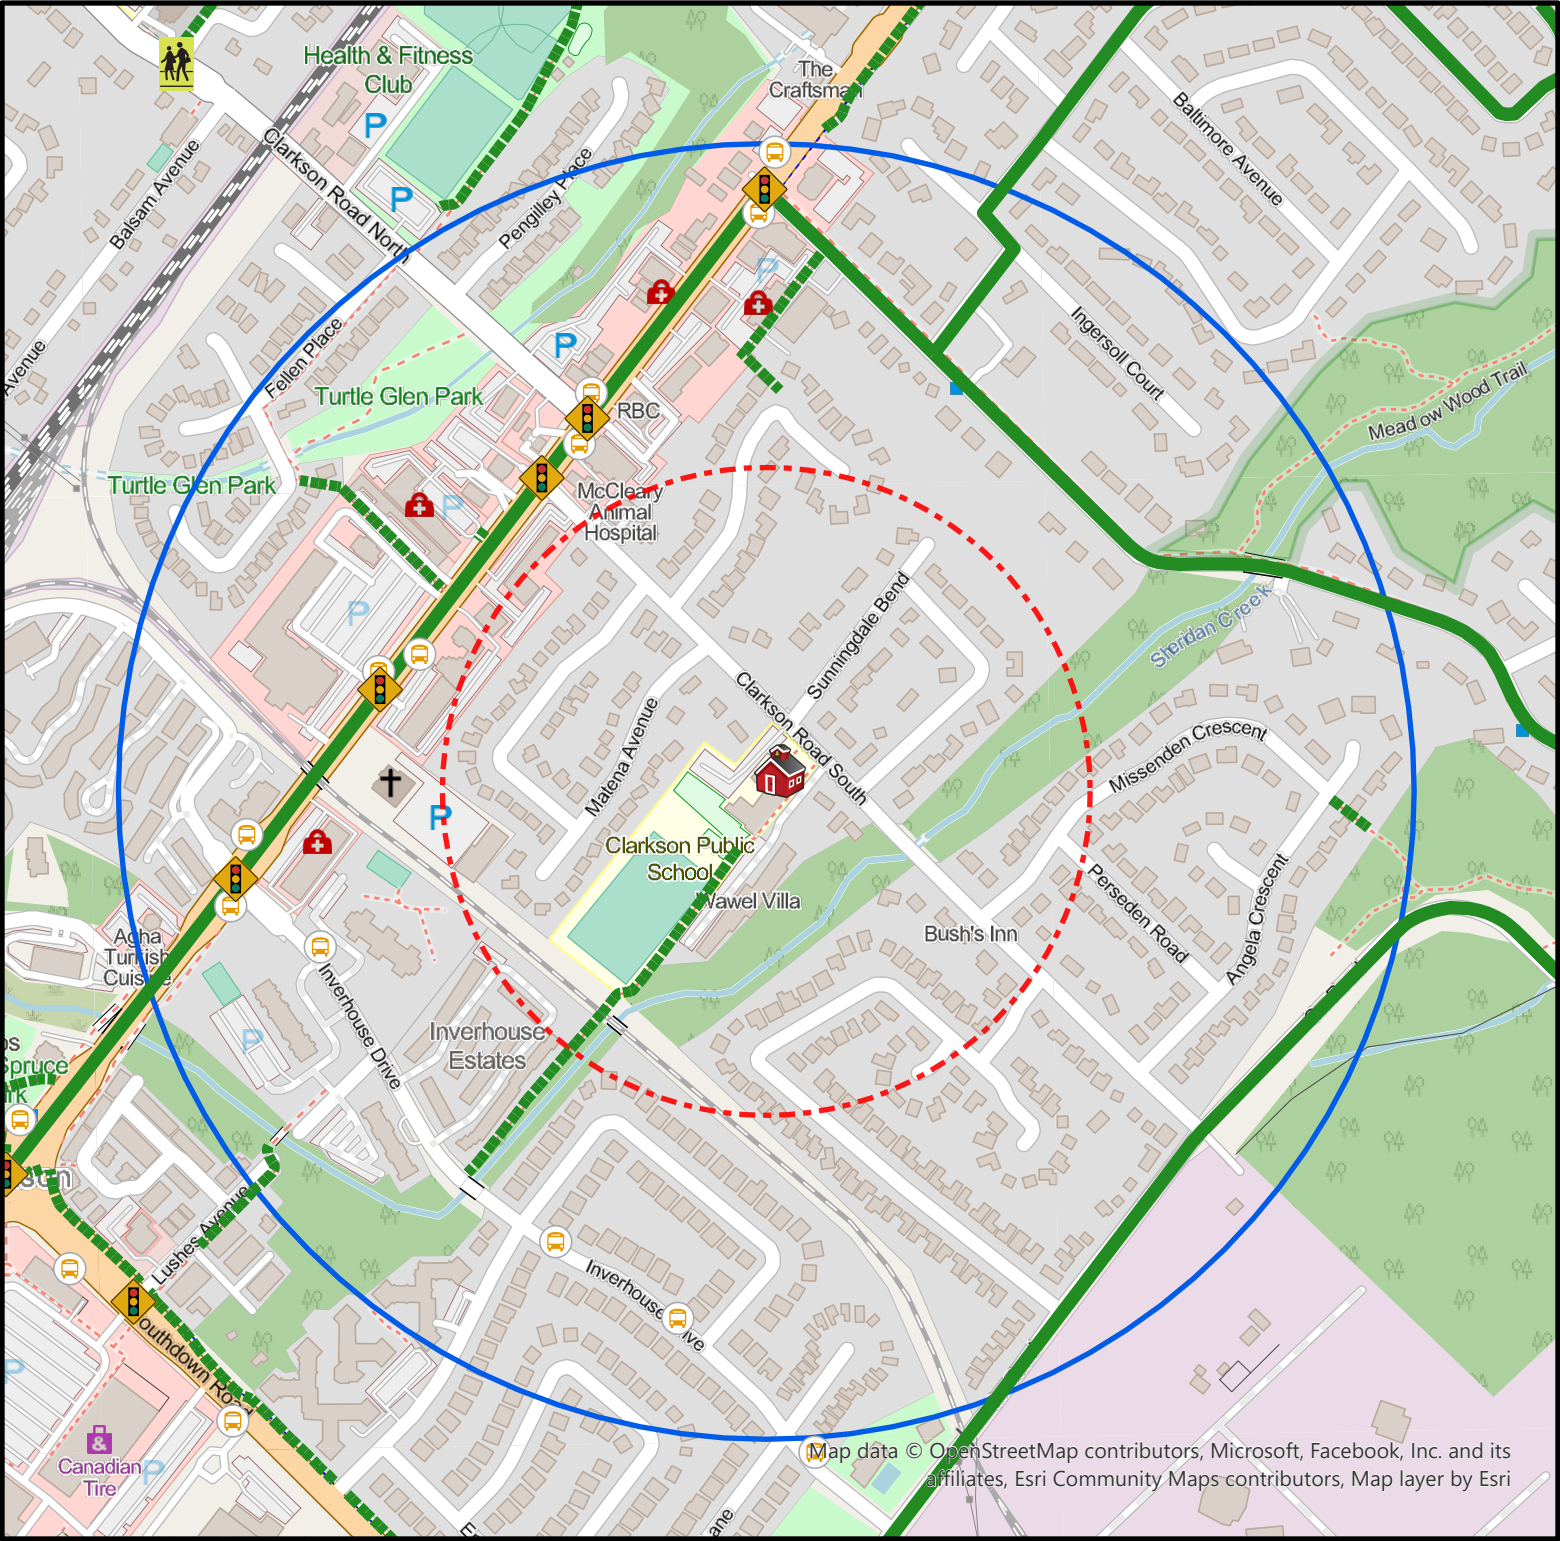 Health & Fitness
Club
The
Craftsman
Baltimore Avenue
P
Clarkson Road North
Balsam Avenue
P
Pengilley Place
P
Ingersoll Court
P
Fellen Place
Avenue
Turtle Glen Park
RBC
Meadow Wood Trail
Turtle Glen Park
P
McCleary
Animal
Hospital
P
Sunningdale Bend
Sheridan Creek
Clarkson Road South
Matena Avenue
Missenden Crescent
P
Clarkson Public
School
Wawel Villa
Perseden Road
Angela Crescent
Bush's Inn
Agha
Turkish
Cuisine
Inverhouse Drive
P
Inverhouse
Estates
Spruce
Lushes Avenue
Inverhouse Drive
Southdown Road
P
&
Canadian
Tire
P
Map data © OpenStreetMap contributors, Microsoft, Facebook, Inc. and its
affiliates, Esri Community Maps contributors, Map layer by Esri